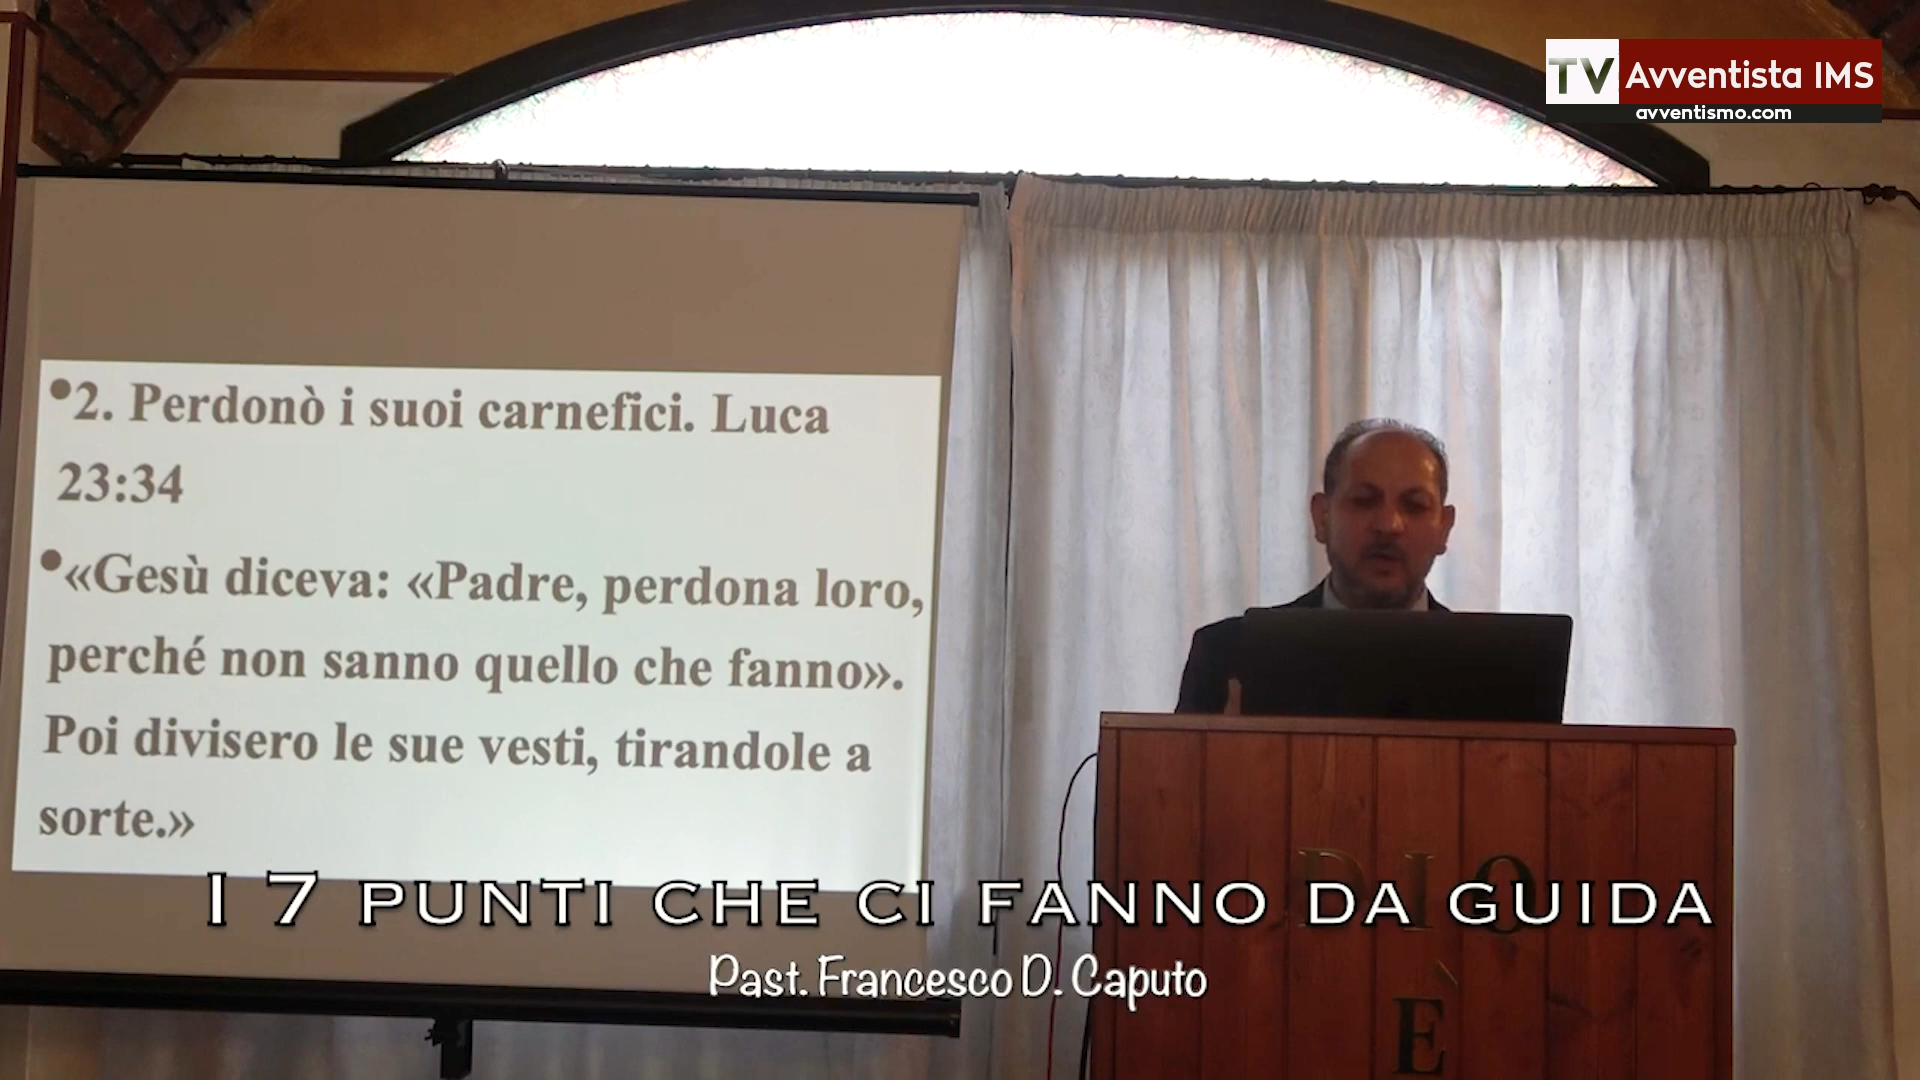 TV Avventista IMS
avventismo.com
•2. Perdonò i suoi carnefici. Luca
23:34
•«Gesù diceva: «Padre, perdona loro,
perché non sanno quello che fanno».
Poi divisero le sue vesti, tirandole a
sorte.»
DIO
È
I 7 PUNTI CHE CI FANNO DA GUIDA
Past. Francesco D. Caputo